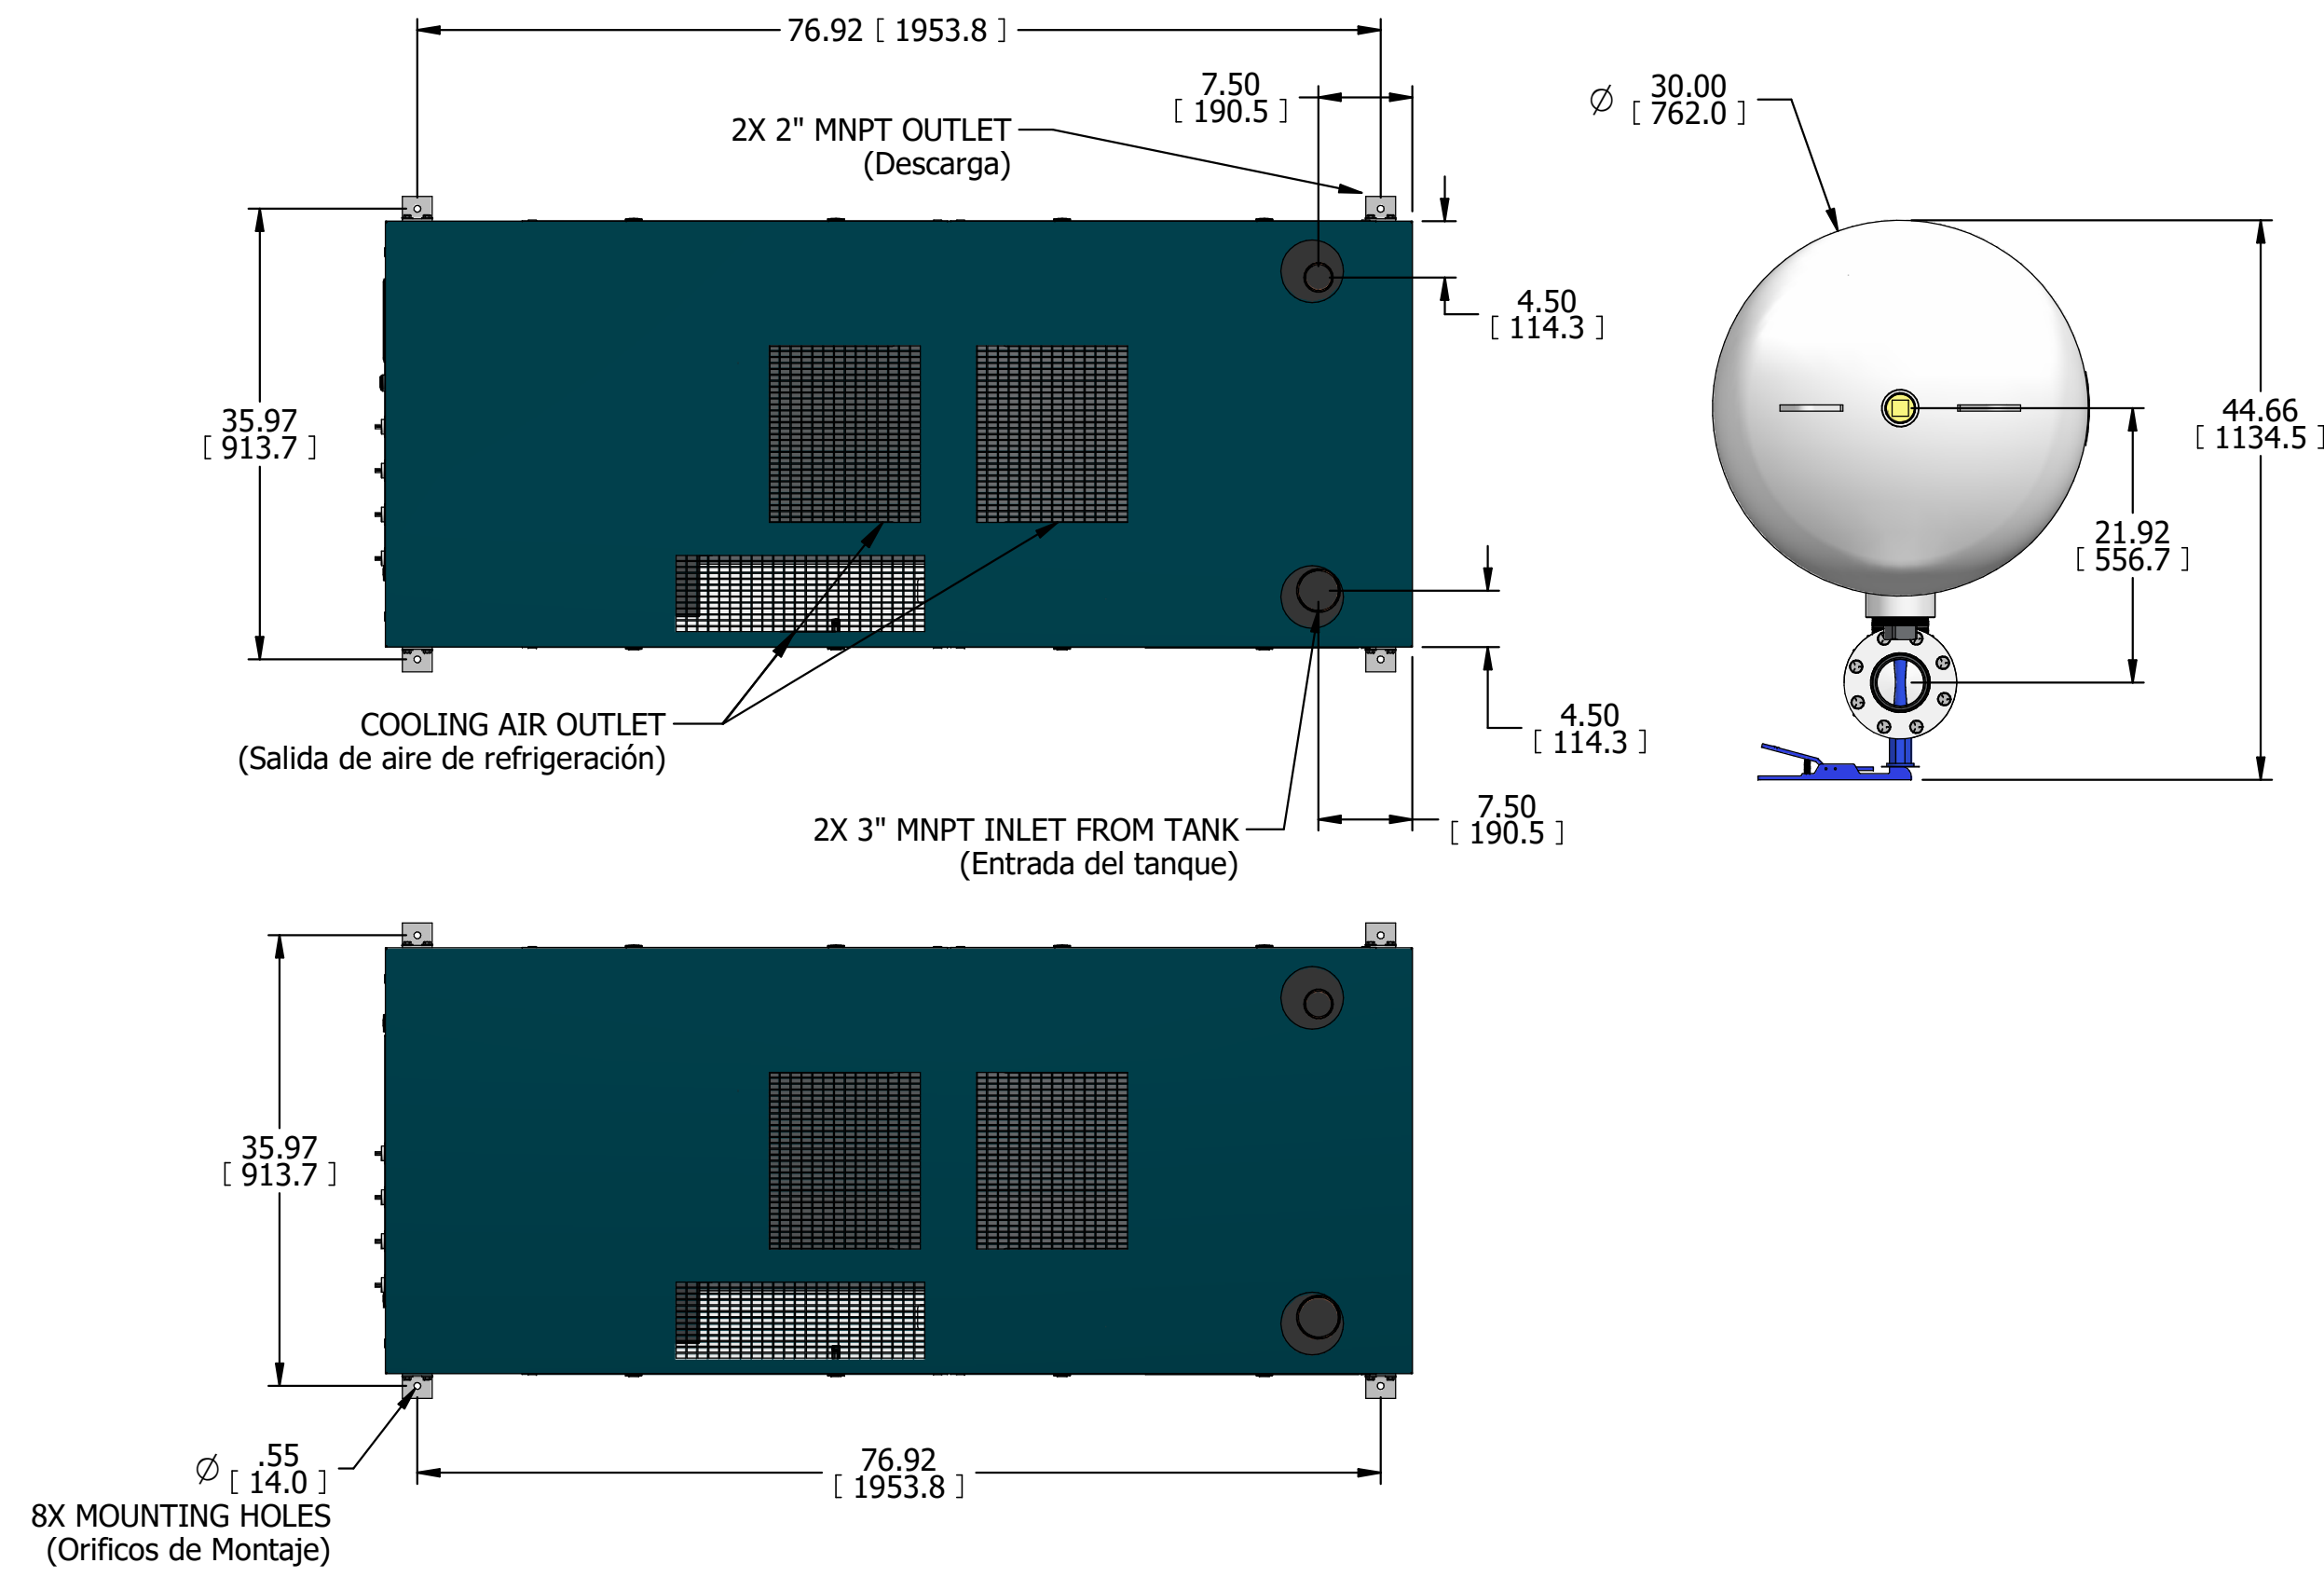 76.92 [ 1953.8 ]
7.50
[ 190.5 ]
Ø 30.00
[ 762.0 ]
2X 2" MNPT OUTLET
(Descarga)
4.50
[ 114.3 ]
35.97
[ 913.7 ]
44.66
[ 1134.5 ]
21.92
[ 556.7 ]
COOLING AIR OUTLET
(Salida de aire de refrigeración)
4.50
[ 114.3 ]
7.50
[ 190.5 ]
2X 3" MNPT INLET FROM TANK
(Entrada del tanque)
35.97
[ 913.7 ]
Ø .55
[ 14.0 ]
8X MOUNTING HOLES
(Orificos de Montaje)
76.92
[ 1953.8 ]